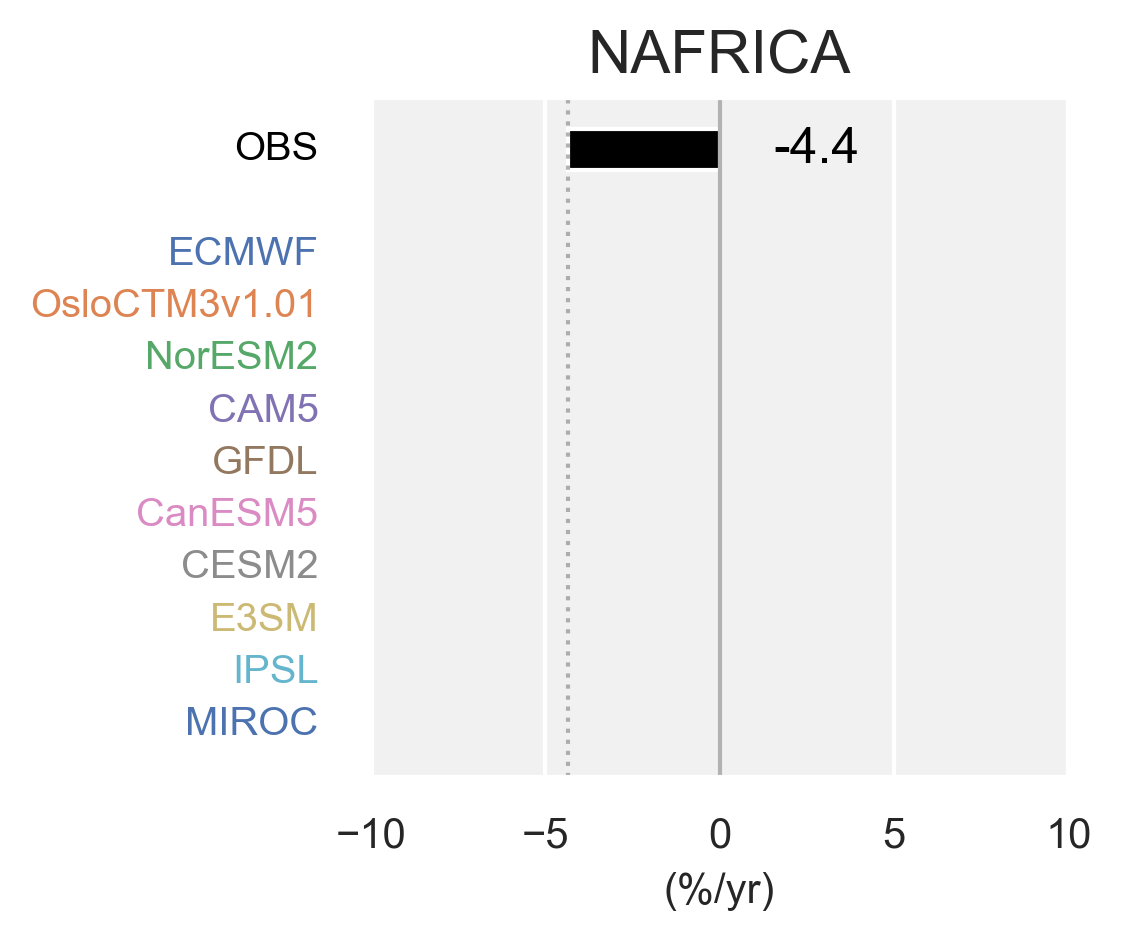 NAFRICA
OBS -4.4
ECMWF
OsloCTM3v1.01
NorESM2
CAM5
GFDL
CanESM5
CESM2
E3SM
IPSL
MIROC
−10 −5 0 5 10
(%/yr)